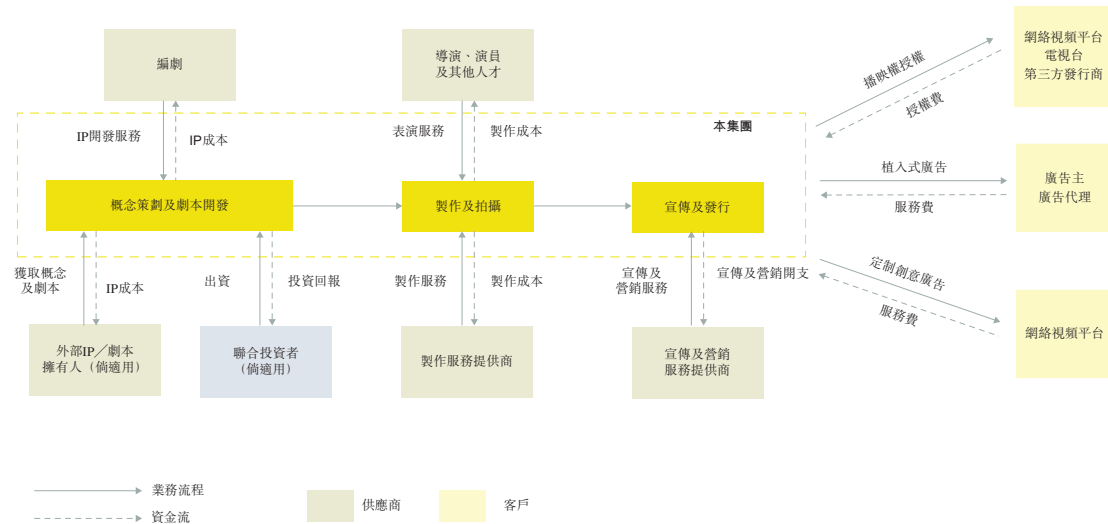 編劇
導演、演員
及其他人才
網絡視頻平台
電視台
第三方發行商
播映權授權
授權費
本集團
IP開發服務
IP成本
表演服務
製作成本
植入式廣告
服務費
廣告主
廣告代理
概念策劃及劇本開發
製作及拍攝
宣傳及發行
獲取概念
及劇本
IP成本
出資
投資回報
製作服務
製作成本
宣傳及
營銷服務
宣傳及營銷開支
定制創意廣告
服務費
網絡視頻平台
外部IP／劇本
擁有人（倘適用）
聯合投資者
（倘適用）
製作服務提供商
宣傳及營銷
服務提供商
業務流程
資金流
供應商
客戶